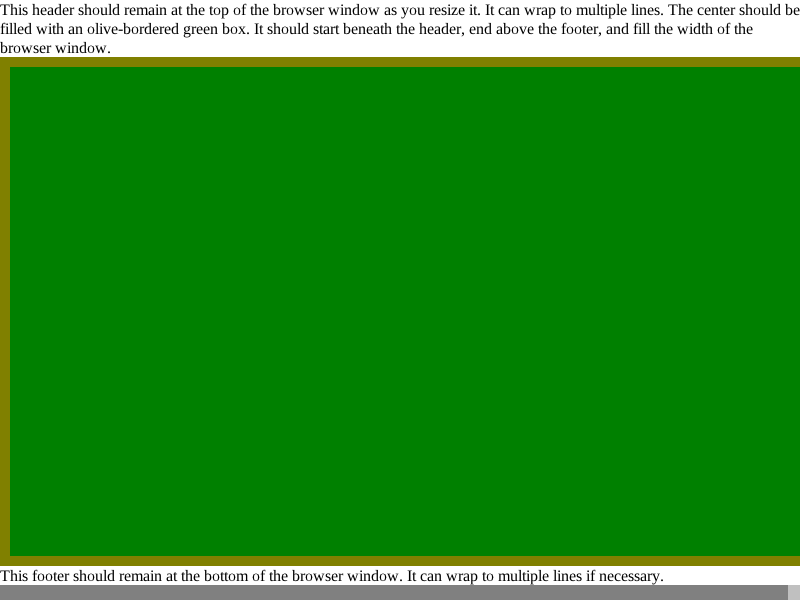 This header should remain at the top of the browser window as you resize it. It can wrap to multiple lines. The center should be
filled with an olive-bordered green box. It should start beneath the header, end above the footer, and fill the width of the
browser window.
This footer should remain at the bottom of the browser window. It can wrap to multiple lines if necessary.